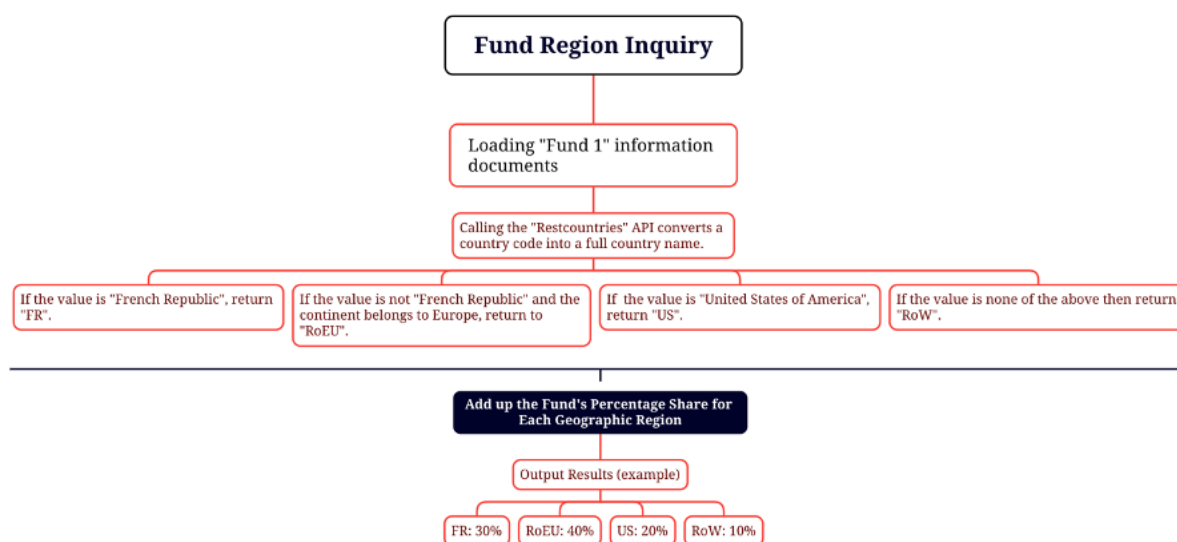 Fund Region Inquiry
Loading "Fund 1" information
documents
Calling the "Restcountries" API converts a
country code into a full country name.
If the value is "French Republic", return
"FR".
If the value is not "French Republic" and the
continent belongs to Europe, return to
"RoEU".
If  the value is "United States of America",
return "US".
If the value is none of the above then return
"RoW".
Add up the Fund's Percentage Share for
Each Geographic Region
Output Results (example)
FR: 30%
RoEU: 40%
US: 20%
RoW: 10%